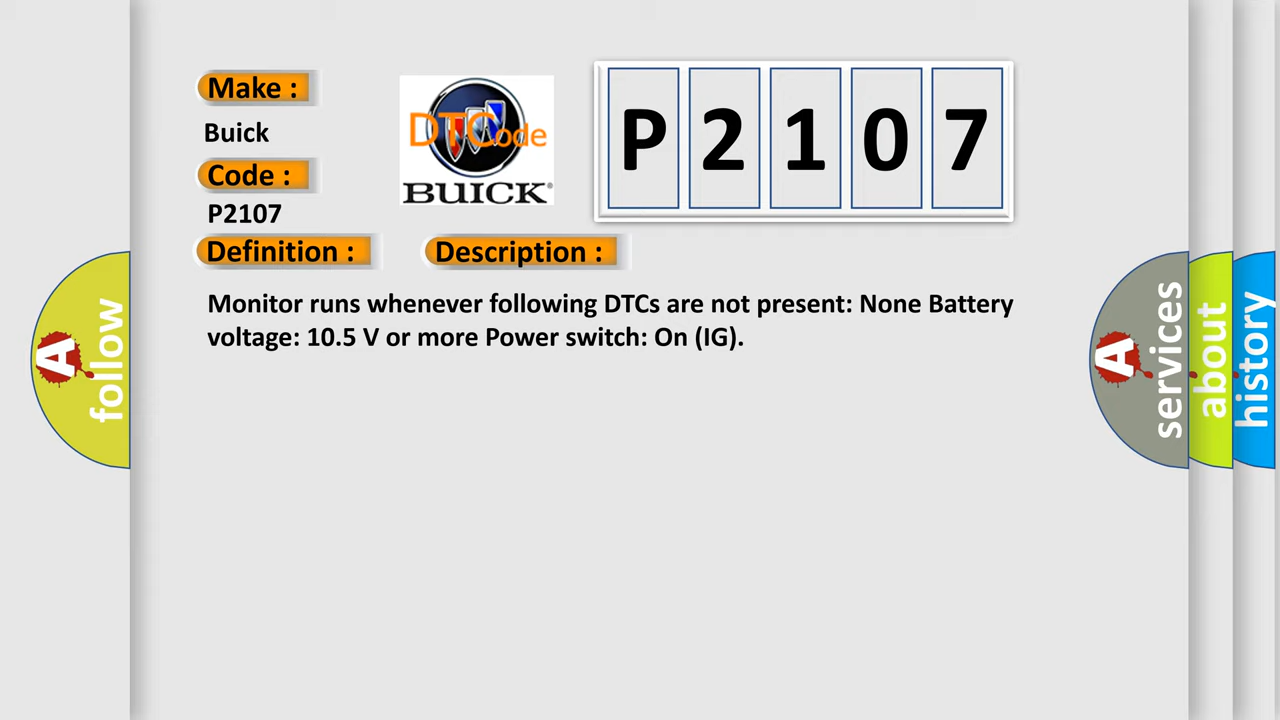 Make :
Buick
Code :
P2107
Definition :
Description :
DTCode
BUICK
P 2 1 0 7
Monitor runs whenever following DTCs are not present: None Battery
voltage: 10.5 V or more Power switch: On (IG).
A follow
A services
about
history